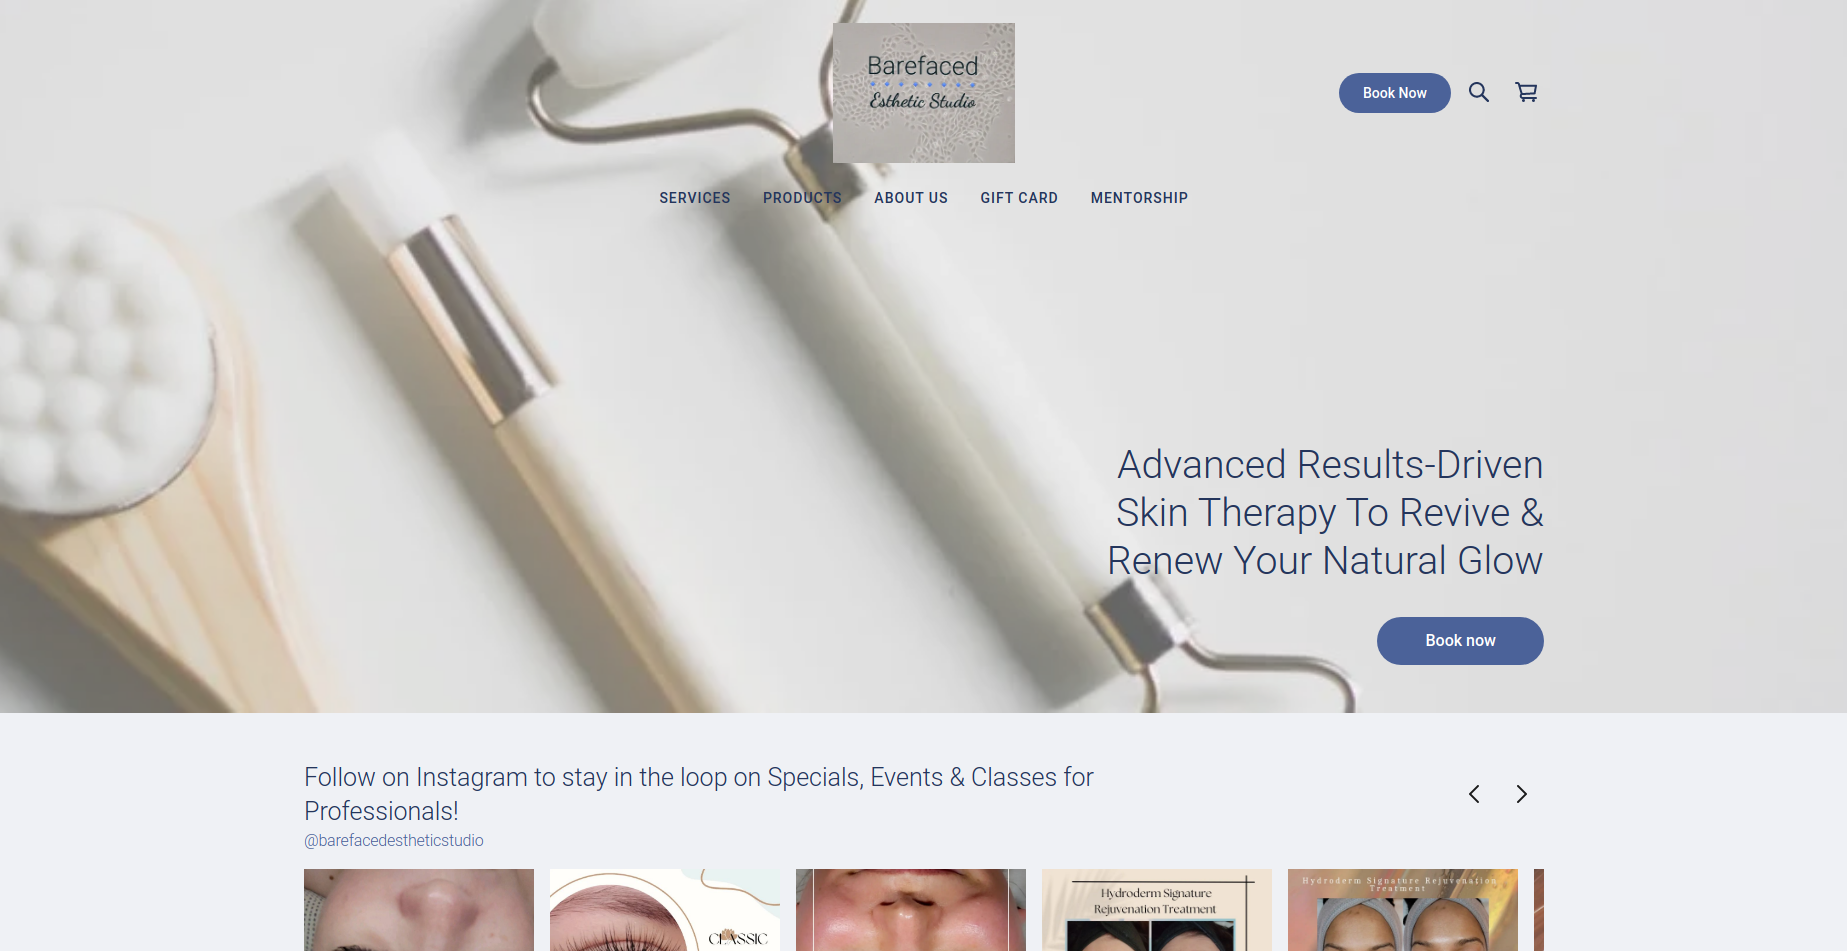 Barefaced
Esthetic Studio
Book Now
SERVICES PRODUCTS ABOUT US GIFT CARD MENTORSHIP
Advanced Results-Driven
Skin Therapy To Revive &
Renew Your Natural Glow
Book now
Follow on Instagram to stay in the loop on Specials, Events & Classes for
Professionals!
@barefacedestheticstudio
CLASSIC
Hydroderm Signature
Rejuvenation Treatment
Hydroderm Signature Rejuvenation
Treatment